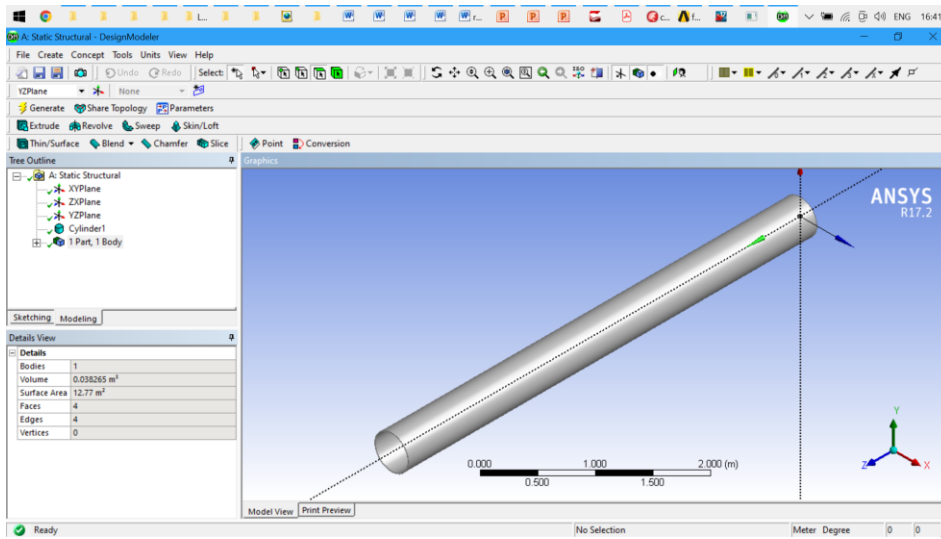 L...
r...
c...
f...
ENG 16:41
A: Static Structural - DesignModeler
File Create Concept Tools Units View Help
Undo Redo Select:
ISO
YZPlane None
Generate Share Topology Parameters
Extrude Revolve Sweep Skin/Loft
Thin/Surface Blend Chamfer Slice Point Conversion
Tree Outline
Graphics
A: Static Structural
XYPlane
ZXPlane
YZPlane
Cylinder1
1 Part, 1 Body
Sketching Modeling
Details View
Details
Bodies 1
Volume 0.038265 m³
Surface Area 12.77 m²
Faces 4
Edges 4
Vertices 0
ANSYS
R17.2
0.000 1.000 2.000 (m)
0.500 1.500
Y
Z X
Model View Print Preview
Ready No Selection Meter Degree 0 0